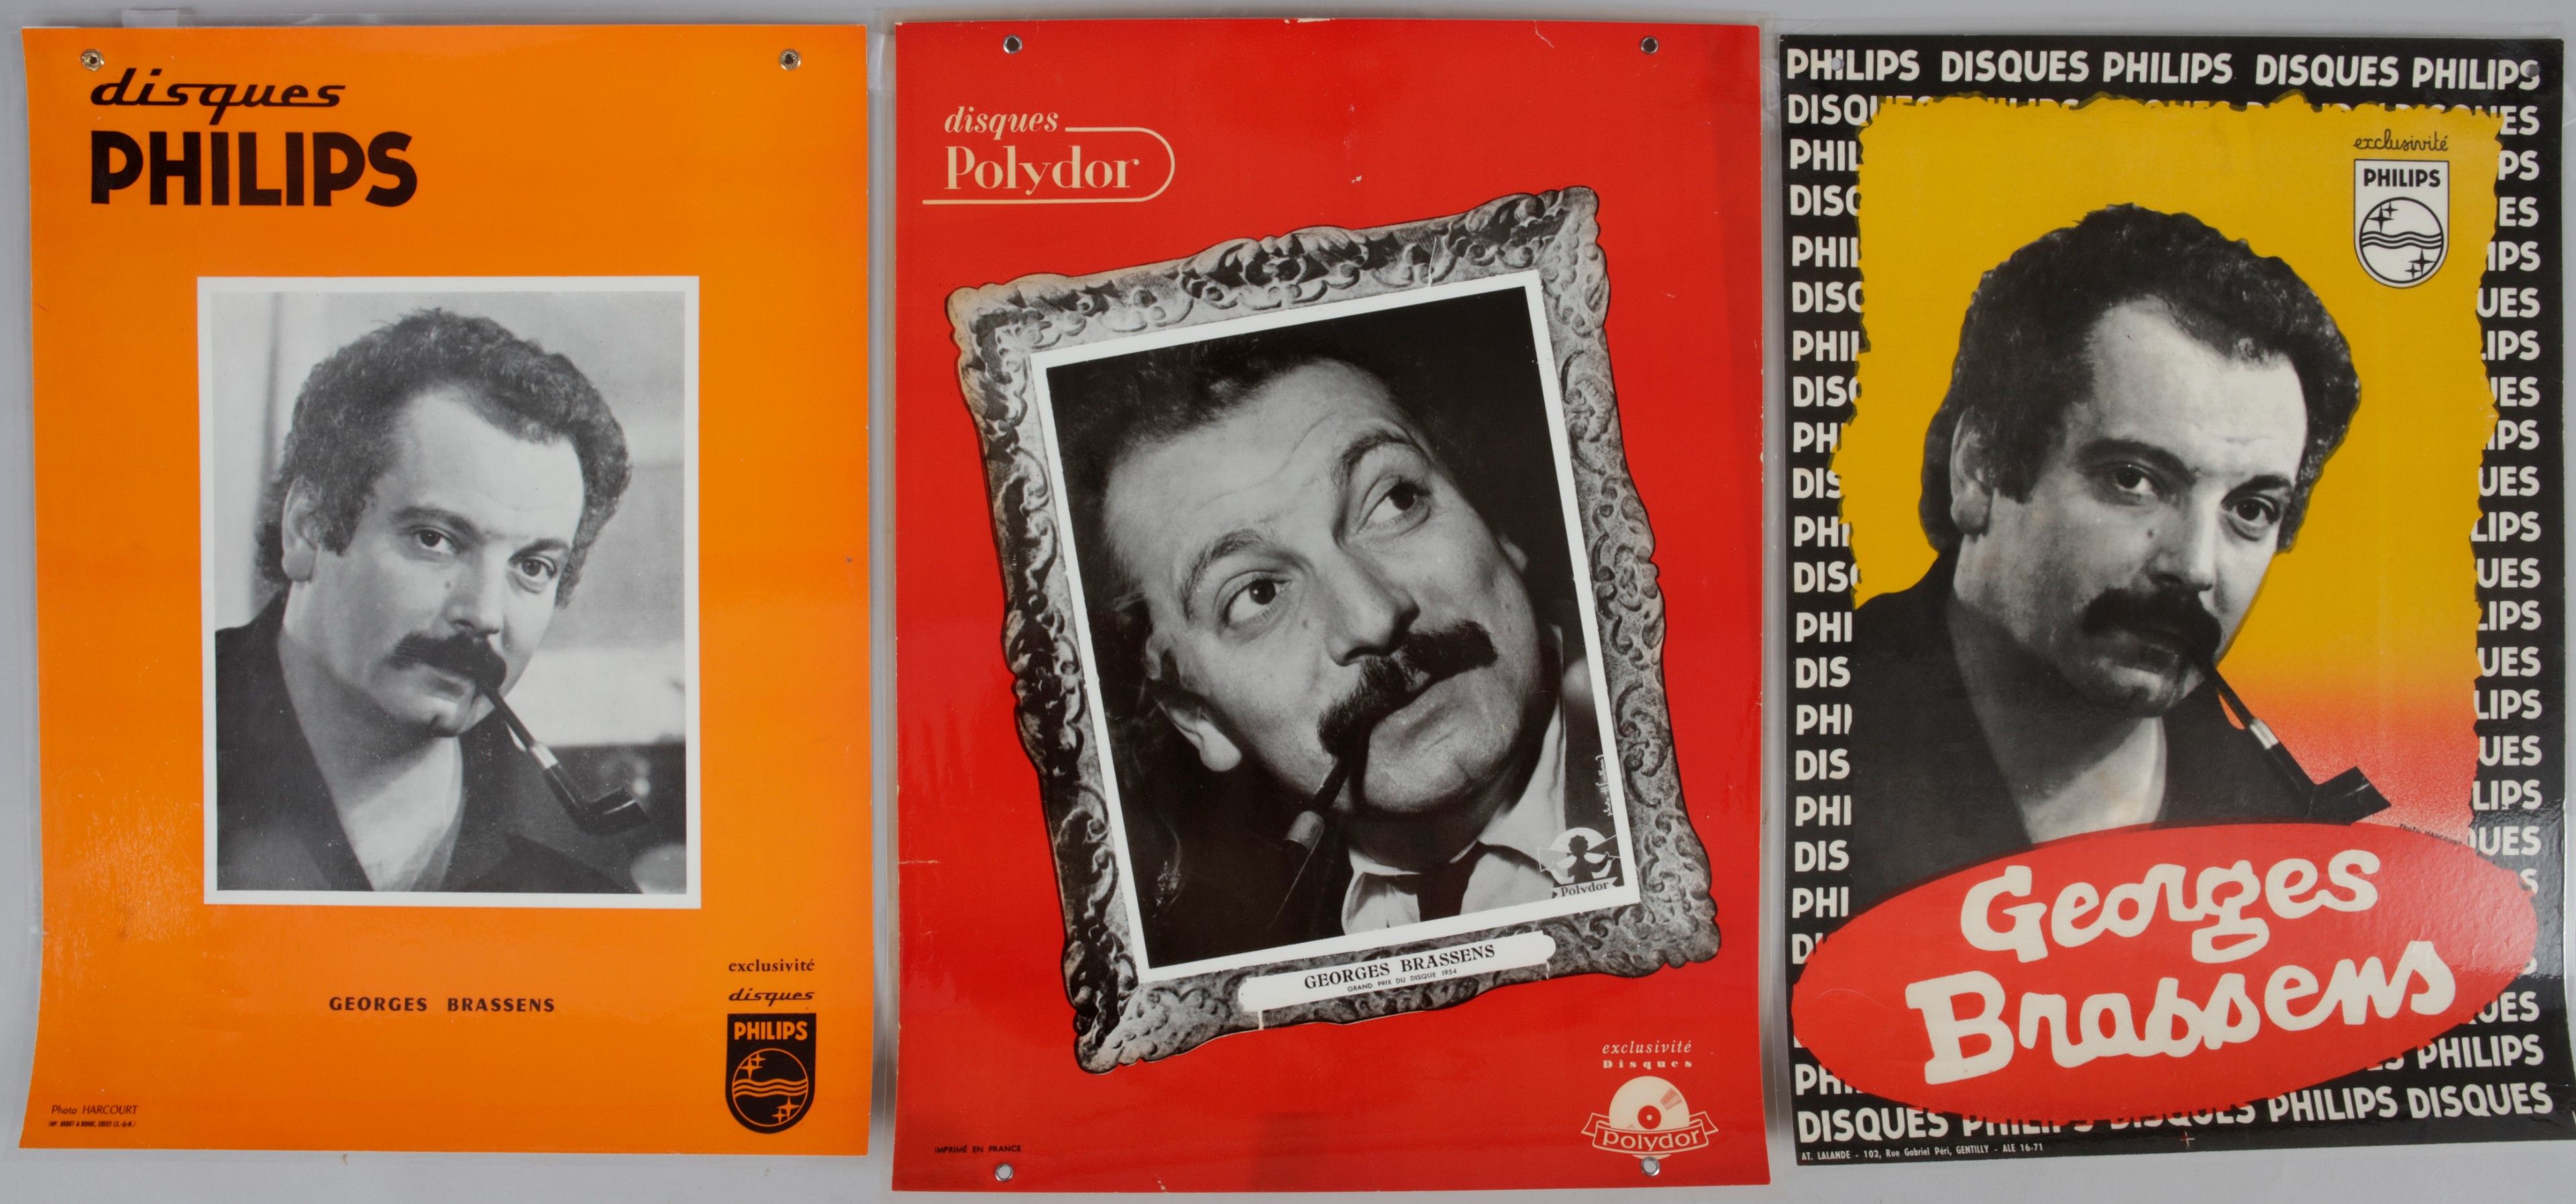 disques
PHILIPS
GEORGES BRASSENS
exclusivité
disques
PHILIPS
Photo HARCOURT
disques
Polydor
Polydor
GEORGES BRASSENS
GRAND PRIX DU DISQUE 1954
exclusivité
Disques
polydor
IMPRIMÉ EN FRANCE
PHILIPS DISQUES PHILIPS DISQUES PHILIPS
exclusivité
PHILIPS
Georges
Brassens
PHILIPS
DISQUES PHILIPS DISQUES PHILIPS DISQUES
AT. LALANDE - 102, Rue Gabriel Péri, GENTILLY - ALE 16-71